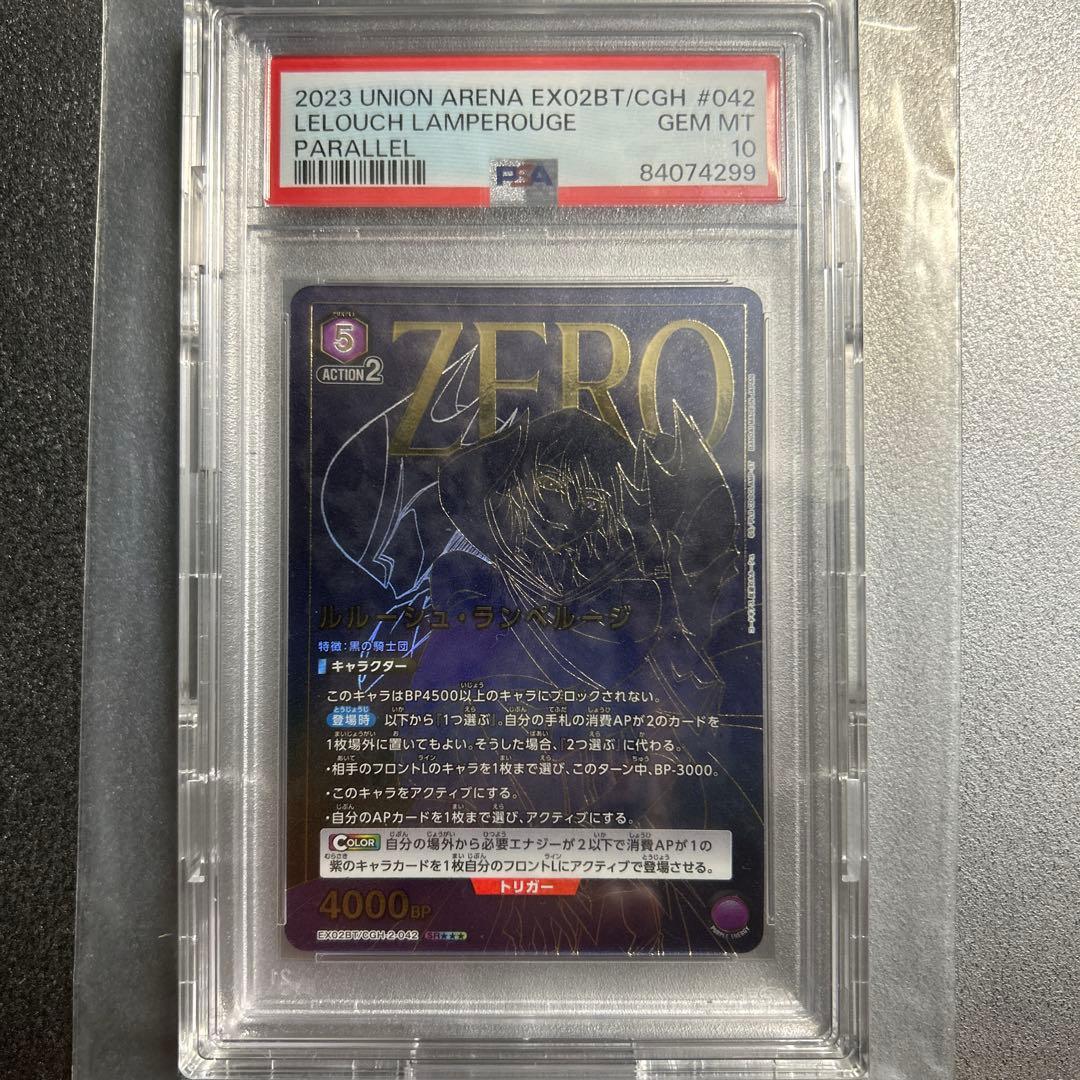 2023 UNION ARENA EX02BT/CGH #042
LELOUCH LAMPEROUGE GEM MT
PARALLEL 10
PSA 84074299
5
ACTION2
ZERO
ルルーシュ・ランペルージ
特徴:黒の騎士団
キャラクター
このキャラはBP4500以上のキャラにブロックされない。
登場時 以下から『1つ選ぶ』。自分の手札の消費APが2のカードを
1枚場外に置いてもよい。そうした場合、『2つ選ぶ』に代わる。
・相手のフロントLのキャラを1枚まで選び、このターン中、BP-3000。
・このキャラをアクティブにする。
・自分のAPカードを1枚まで選び、アクティブにする。
COLOR 自分の場外から必要エナジーが2以下で消費APが1の
紫のキャラカードを1枚自分のフロントLにアクティブで登場させる。
トリガー
4000BP
EX02BT/CGH-2-042 SR★★★
PURPLE ENERGY